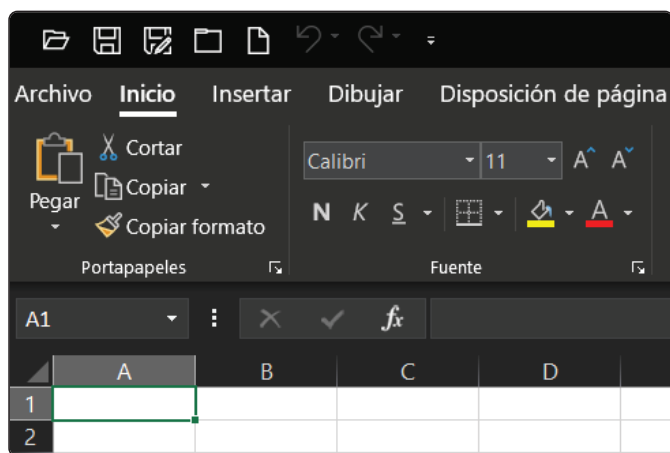 Archivo Inicio Insertar Dibujar Disposición de página
Cortar
Calibri 11 A A
Copiar
Pegar
N K S A
Copiar formato
Portapapeles Fuente
A1 fx
A B C D
1
2